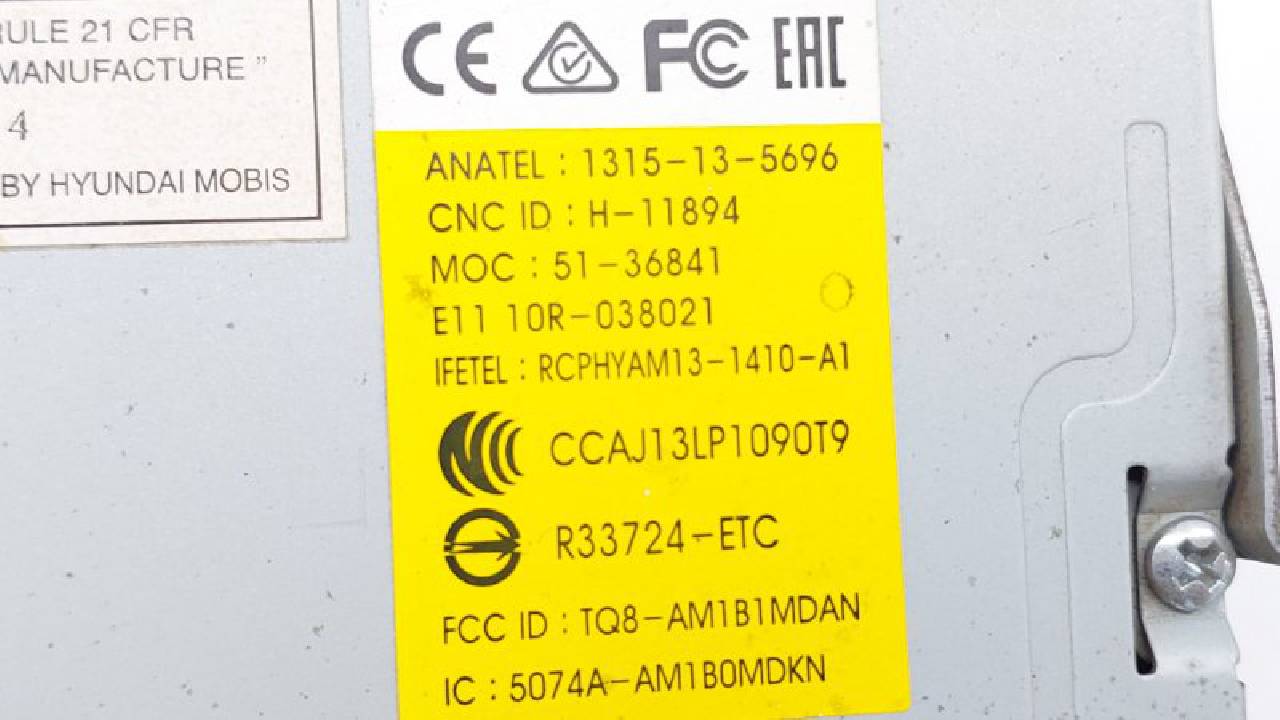 RULE 21 CFR
MANUFACTURE "
4
BY HYUNDAI MOBIS
CE FC EAC
ANATEL : 1315-13-5696
CNC ID : H-11894
MOC : 51-36841
E11 10R-038021
IFETEL : RCPHYAM13-1410-A1
CCAJ13LP1090T9
R33724-ETC
FCC ID : TQ8-AM1B1MDAN
IC : 5074A-AM1B0MDKN